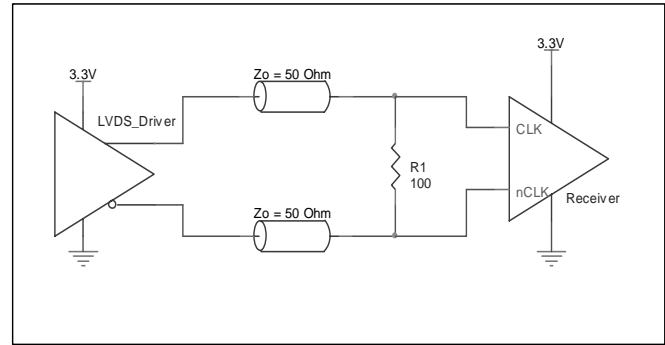 3.3V
LVDS_Driver
Zo = 50 Ohm
Zo = 50 Ohm
R1
100
3.3V
CLK
nCLK
Receiver